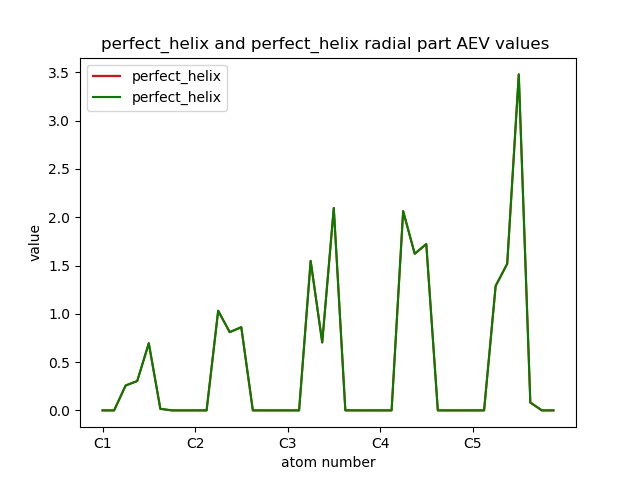 perfect_helix and perfect_helix radial part AEV values
perfect_helix
perfect_helix
value
3.5
3.0
2.5
2.0
1.5
1.0
0.5
0.0
C1 C2 C3 C4 C5
atom number